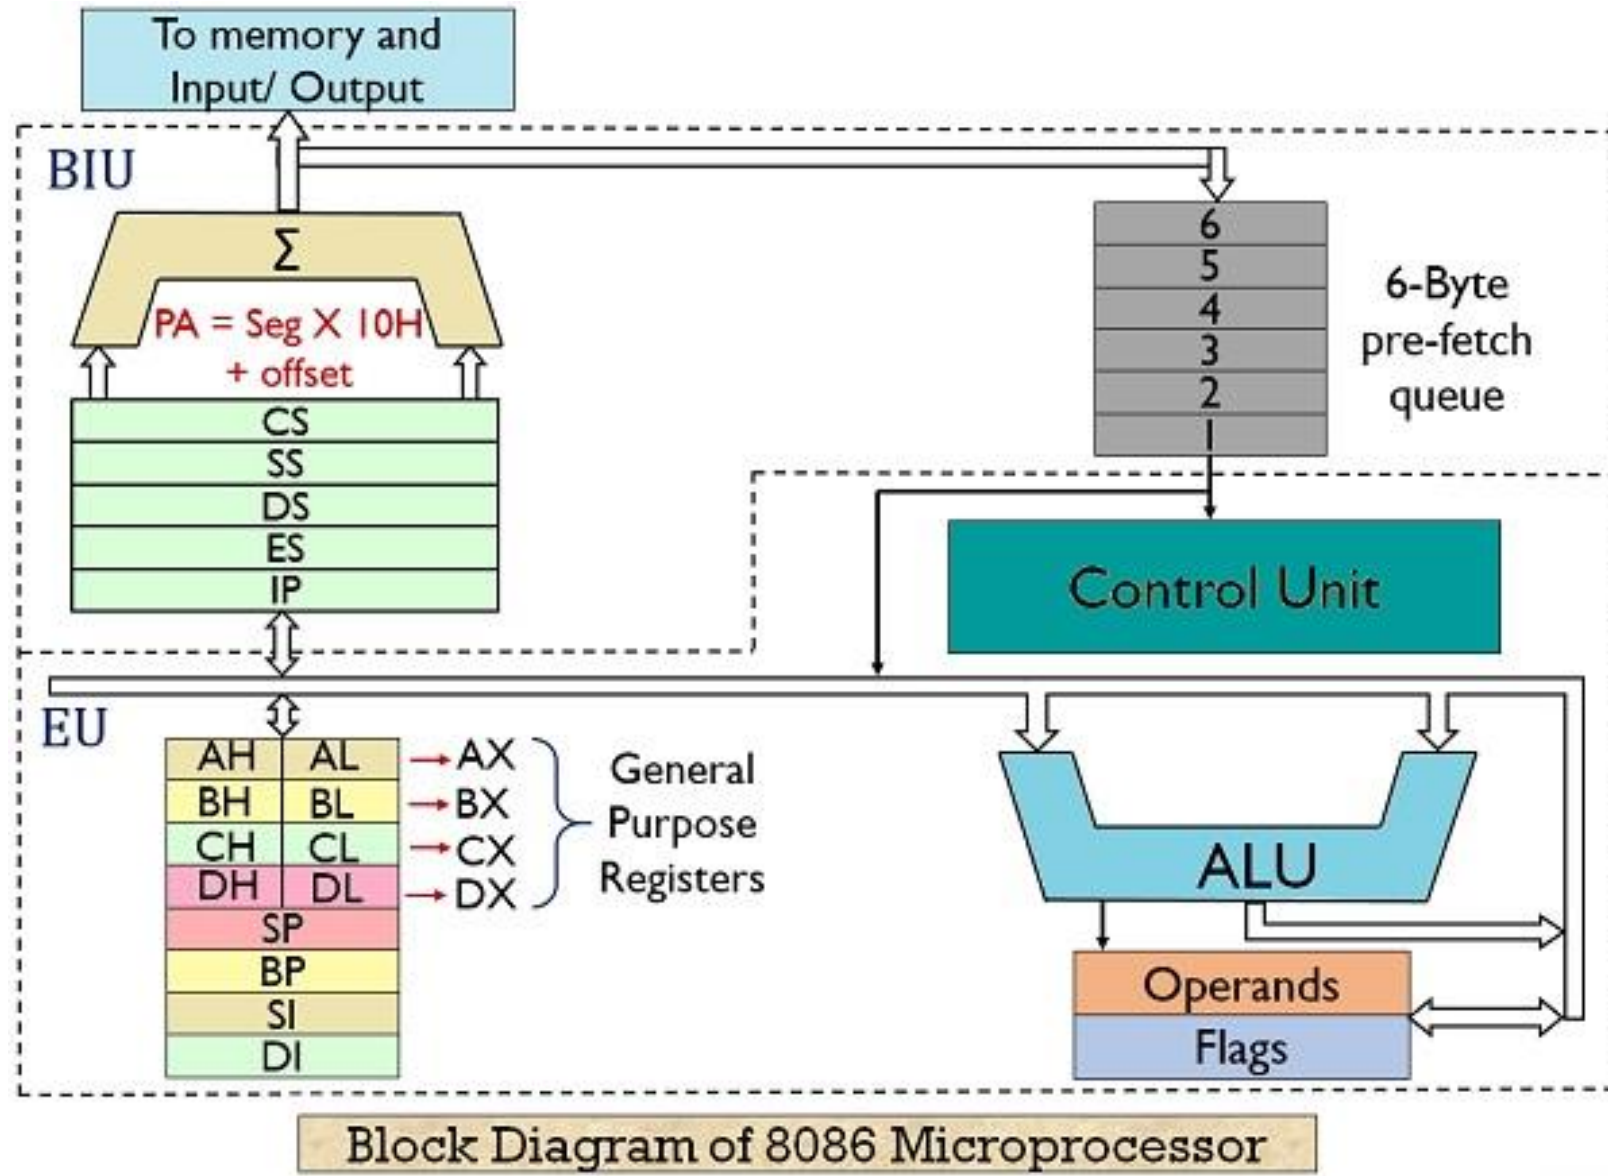 To memory and
Input/ Output
BIU
Σ
PA = Seg X 10H
+ offset
CS
SS
DS
ES
IP
6
5
4
3
2
1
6-Byte
pre-fetch
queue
Control Unit
EU
AH AL AX
BH BL BX
CH CL CX
DH DL DX
SP
BP
SI
DI
General
Purpose
Registers
ALU
Operands
Flags
Block Diagram of 8086 Microprocessor